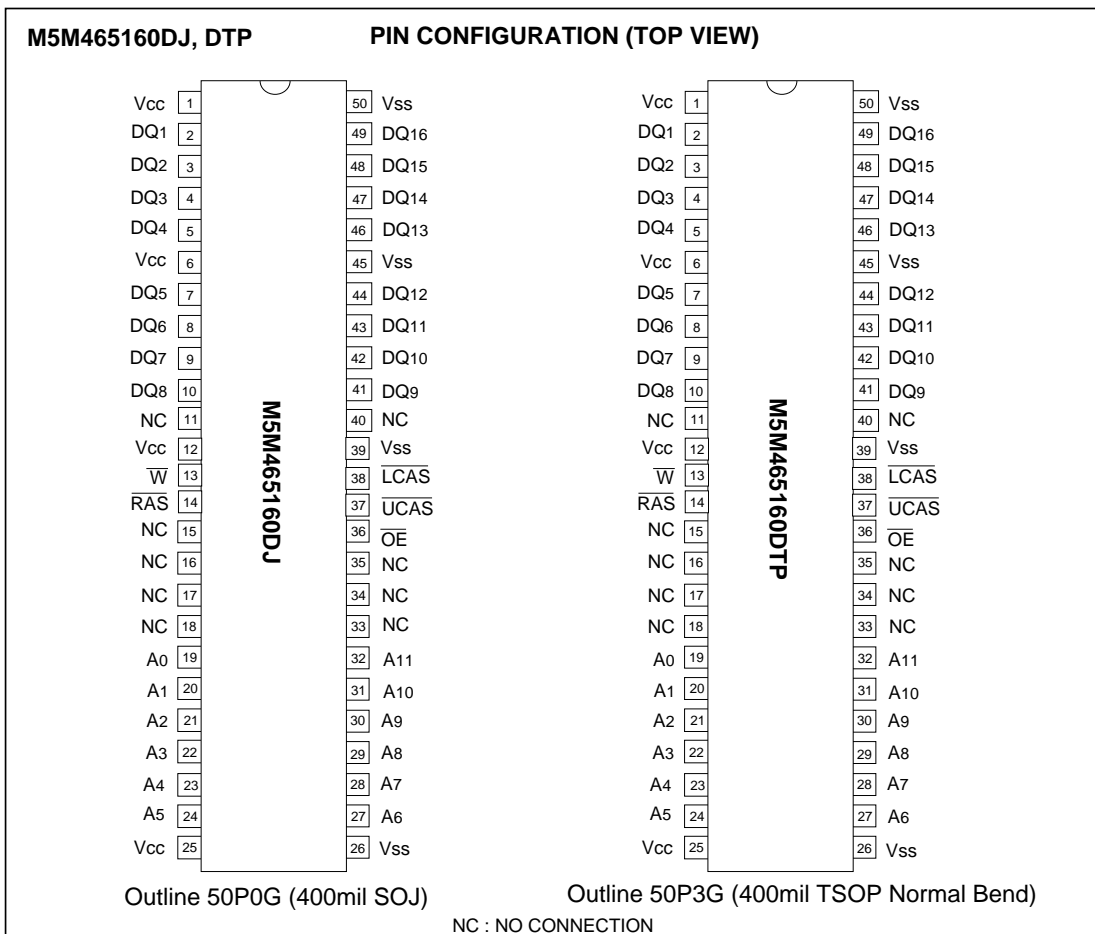 M5M465160DJ, DTP PIN CONFIGURATION (TOP VIEW)
Vcc 1 50 Vss
DQ1 2 49 DQ16
DQ2 3 48 DQ15
DQ3 4 47 DQ14
DQ4 5 46 DQ13
Vcc 6 45 Vss
DQ5 7 44 DQ12
DQ6 8 43 DQ11
DQ7 9 42 DQ10
DQ8 10 41 DQ9
NC 11 40 NC
Vcc 12 39 Vss
W 13 38 LCAS
RAS 14 37 UCAS
NC 15 36 OE
NC 16 35 NC
NC 17 34 NC
NC 18 33 NC
A0 19 32 A11
A1 20 31 A10
A2 21 30 A9
A3 22 29 A8
A4 23 28 A7
A5 24 27 A6
Vcc 25 26 Vss
M5M465160DJ
Outline 50P0G (400mil SOJ)
Vcc 1 50 Vss
DQ1 2 49 DQ16
DQ2 3 48 DQ15
DQ3 4 47 DQ14
DQ4 5 46 DQ13
Vcc 6 45 Vss
DQ5 7 44 DQ12
DQ6 8 43 DQ11
DQ7 9 42 DQ10
DQ8 10 41 DQ9
NC 11 40 NC
Vcc 12 39 Vss
W 13 38 LCAS
RAS 14 37 UCAS
NC 15 36 OE
NC 16 35 NC
NC 17 34 NC
NC 18 33 NC
A0 19 32 A11
A1 20 31 A10
A2 21 30 A9
A3 22 29 A8
A4 23 28 A7
A5 24 27 A6
Vcc 25 26 Vss
M5M465160DTP
Outline 50P3G (400mil TSOP Normal Bend)
NC : NO CONNECTION